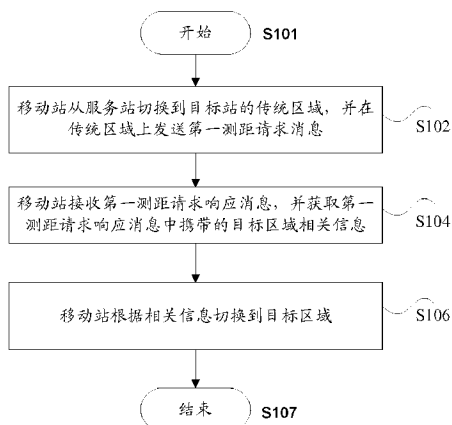 开始
S101
移动站从服务站切换到目标站的传统区域，并在
传统区域上发送第一测距请求消息
S102
移动站接收第一测距请求响应消息，并获取第一
测距请求响应消息中携带的目标区域相关信息
S104
移动站根据相关信息切换到目标区域
S106
结束
S107